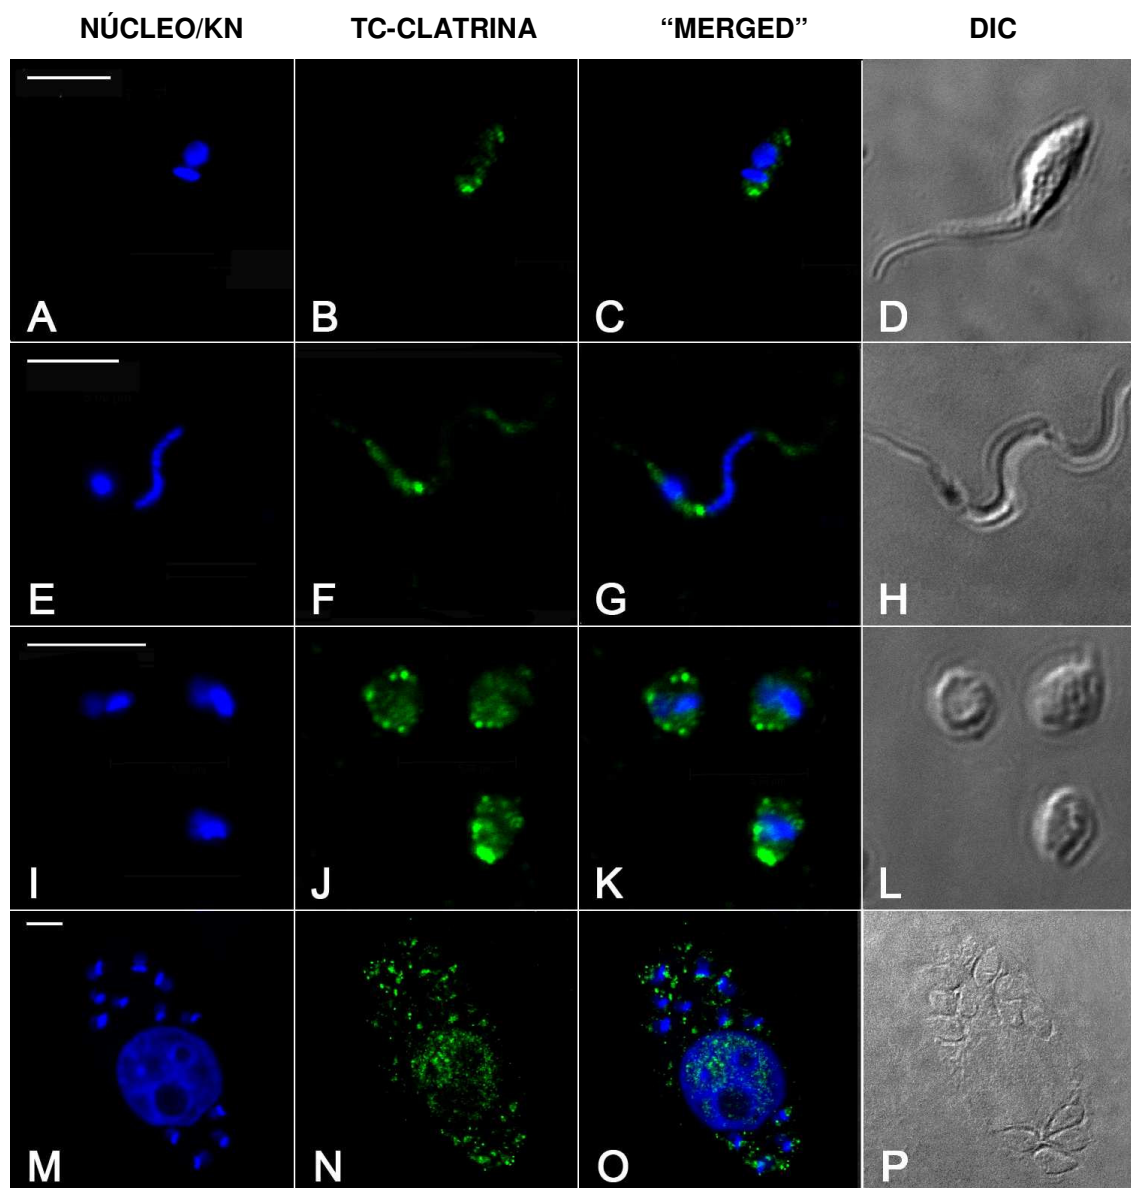 NÚCLEO/KN TC-CLATRINA “MERGED” DIC
A B C D
E F G H
I J K L
M N O P